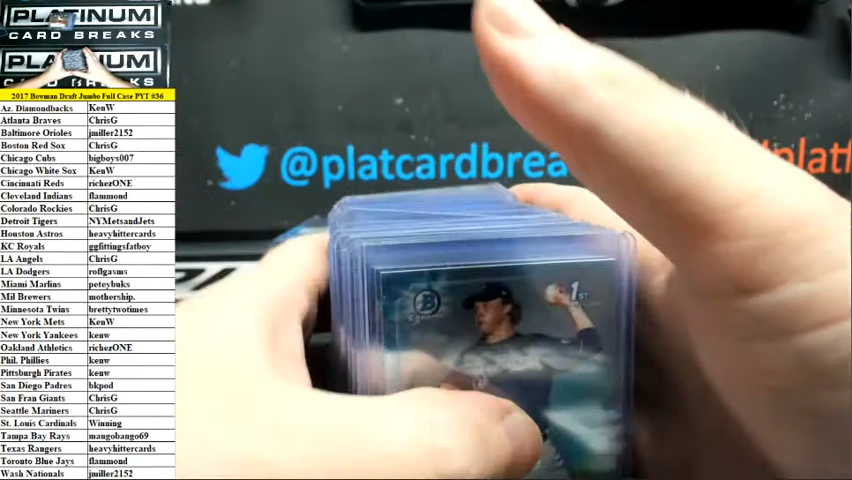 PLATINUM
CARD BREAKS
PLATINUM
CARD BREAKS
2017 Bowman Draft Jumbo Full Case PYT #36
Az. Diamondbacks KenW
Atlanta Braves ChrisG
Baltimore Orioles jmiller2152
Boston Red Sox ChrisG
Chicago Cubs bigboys007
Chicago White Sox KenW
Cincinnati Reds richezONE
Cleveland Indians flammond
Colorado Rockies ChrisG
Detroit Tigers NYMetsandJets
Houston Astros heavyhittercards
KC Royals ggfittingsfatboy
LA Angels ChrisG
LA Dodgers roflgasms
Miami Marlins peteybuks
Mil Brewers mothership.
Minnesota Twins brettytwotimes
New York Mets KenW
New York Yankees kenw
Oakland Athletics richezONE
Phil. Phillies kenw
Pittsburgh Pirates kenw
San Diego Padres bkpod
San Fran Giants ChrisG
Seattle Mariners ChrisG
St. Louis Cardinals Winning
Tampa Bay Rays mangobango69
Texas Rangers heavyhittercards
Toronto Blue Jays flammond
Wash Nationals jmiller2152
@platcardbrea
@platf
B
1ST